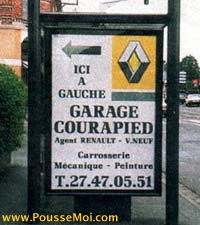 ICI
A
GAUCHE
GARAGE
COURAPIED
Agent RENAULT - V.NEUF
Carrosserie
Mécanique - Peinture
T.27.47.05.51
www.PousseMoi.com